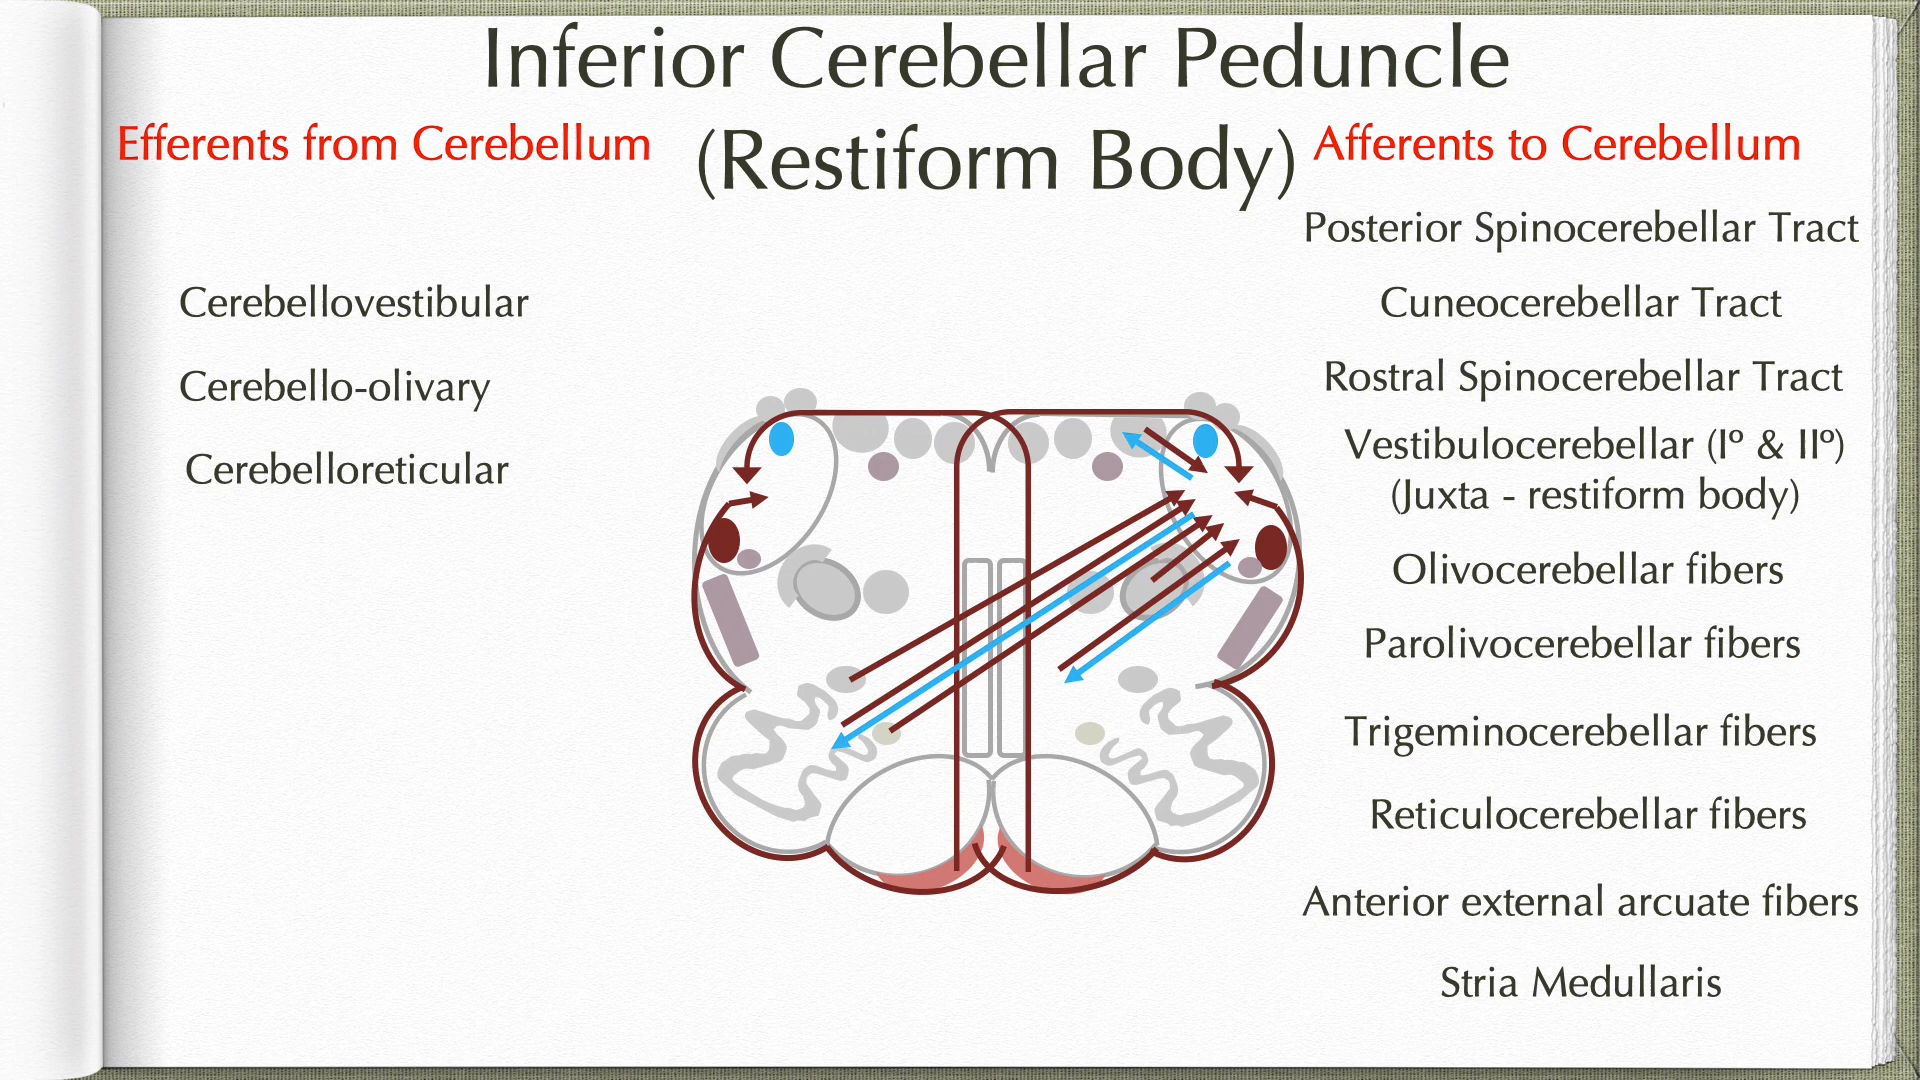 Inferior Cerebellar Peduncle
(Restiform Body)
Efferents from Cerebellum
Cerebellovestibular
Cerebello-olivary
Cerebelloreticular
Afferents to Cerebellum
Posterior Spinocerebellar Tract
Cuneocerebellar Tract
Rostral Spinocerebellar Tract
Vestibulocerebellar (Iº & IIº)
(Juxta - restiform body)
Olivocerebellar fibers
Parolivocerebellar fibers
Trigeminocerebellar fibers
Reticulocerebellar fibers
Anterior external arcuate fibers
Stria Medullaris